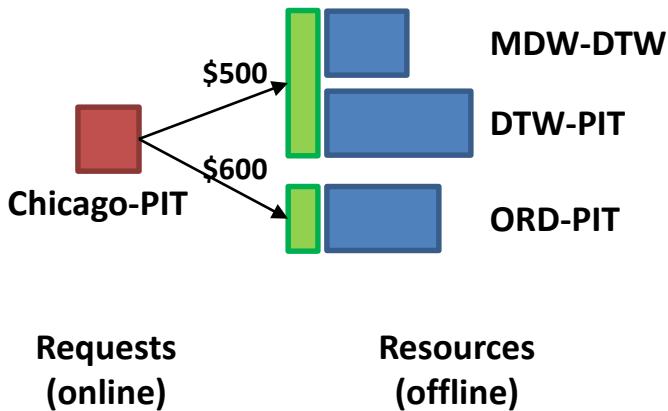 MDW-DTW
$500
DTW-PIT
$600
Chicago-PIT
ORD-PIT
Requests
(online)
Resources
(offline)